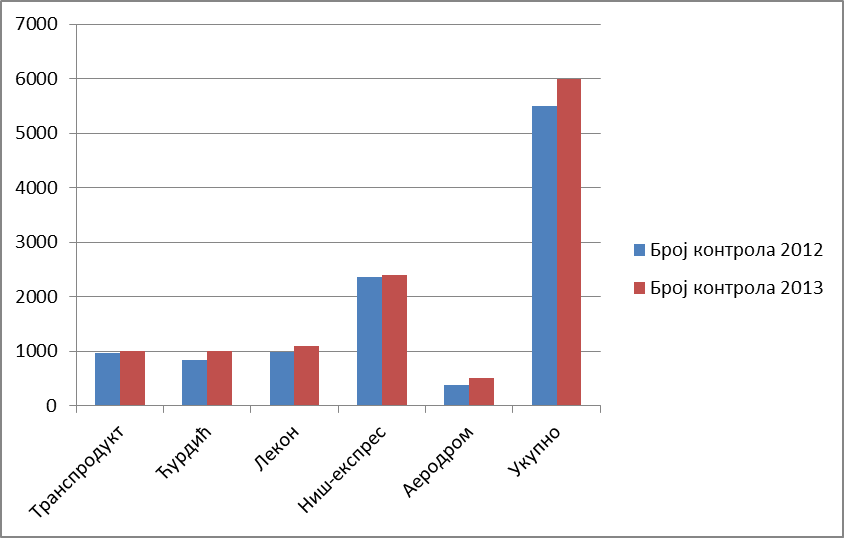 7000
6000
5000
4000
3000
2000
1000
0
Транспродукт
Ћурдић
Лекон
Ниш-експрес
Аеродром
Укупно
Број контрола 2012
Број контрола 2013